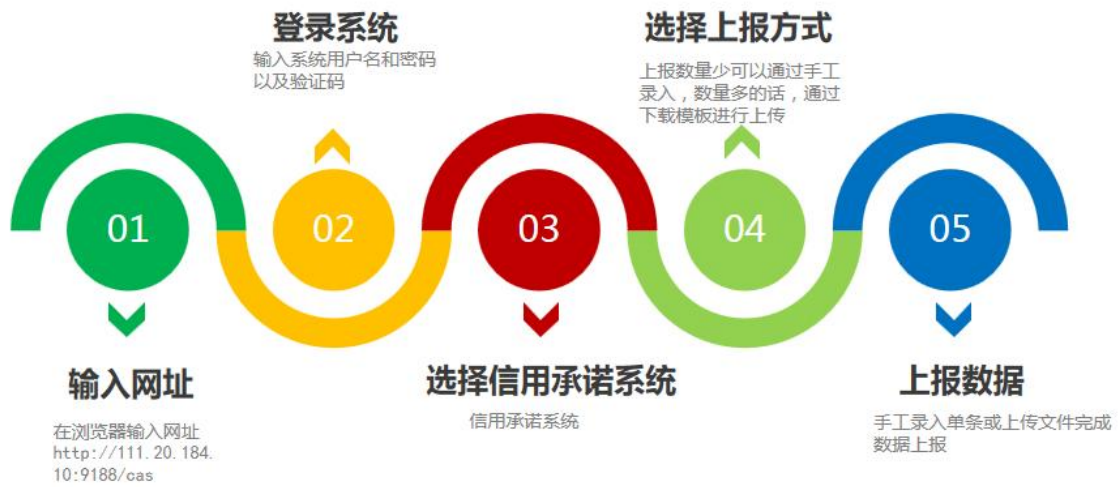 登录系统
输入系统用户名和密码
以及验证码
选择上报方式
上报数量少可以通过手工
录入，数量多的话，通过
下载模板进行上传
01
02
03
04
05
输入网址
在浏览器输入网址
http://111.20.184.
10:9188/cas
选择信用承诺系统
信用承诺系统
上报数据
手工录入单条或上传文件完成
数据上报